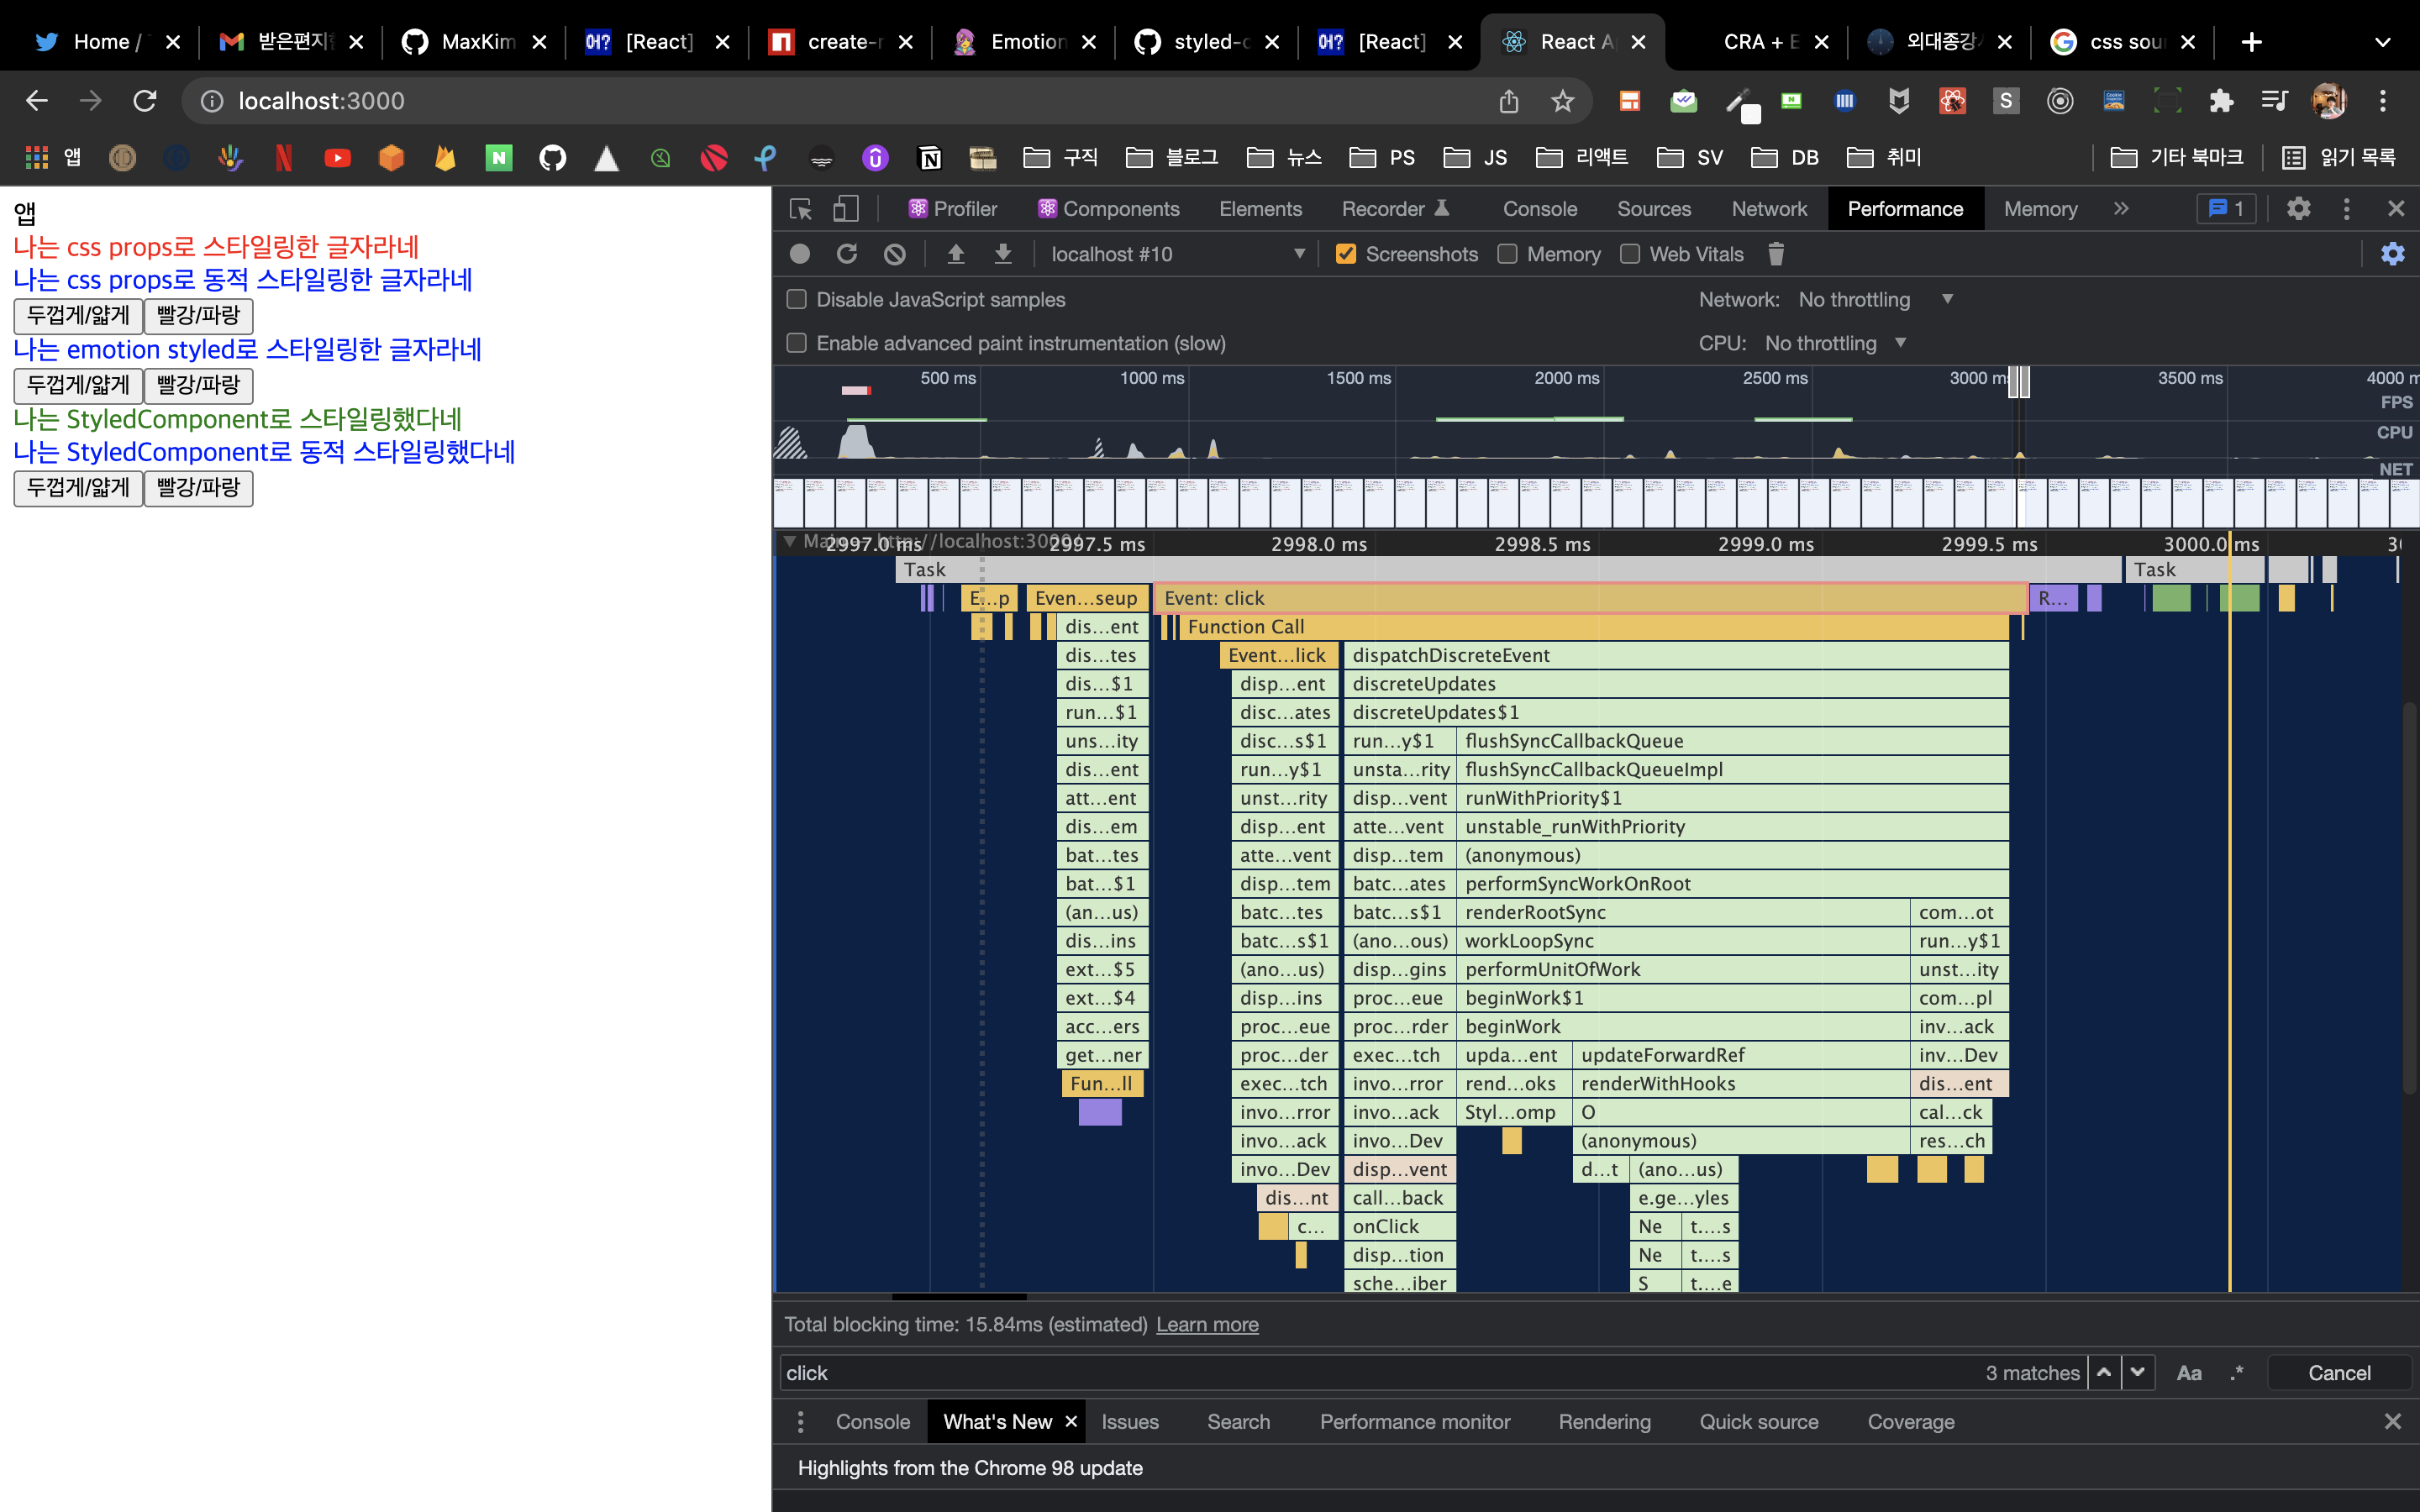 Home /
받은편지함
MaxKim
어? [React]
create-r
Emotion
styled-c
어? [React]
React A
CRA + E
외대종강
css sou
localhost:3000
앱
구직
블로그
뉴스
PS
JS
리액트
SV
DB
취미
기타 북마크
읽기 목록
앱
나는 css props로 스타일링한 글자라네
나는 css props로 동적 스타일링한 글자라네
두껍게/얇게 빨강/파랑
나는 emotion styled로 스타일링한 글자라네
두껍게/얇게 빨강/파랑
나는 StyledComponent로 스타일링했다네
나는 StyledComponent로 동적 스타일링했다네
두껍게/얇게 빨강/파랑
Profiler Components Elements Recorder Console Sources Network Performance Memory » 1
localhost #10 Screenshots Memory Web Vitals
Disable JavaScript samples Network: No throttling
Enable advanced paint instrumentation (slow) CPU: No throttling
500 ms 1000 ms 1500 ms 2000 ms 2500 ms 3000 ms 3500 ms 4000 m
FPS
CPU
NET
Main — http://localhost:3000/
2997.0 ms 2997.5 ms 2998.0 ms 2998.5 ms 2999.0 ms 2999.5 ms 3000.0 ms
Task Task
E…p Even…seup Event: click R…
dis…ent Function Call
dis…tes Event…lick dispatchDiscreteEvent
dis…$1 disp…ent discreteUpdates
run…$1 disc…ates discreteUpdates$1
uns…ity disc…s$1 run…y$1 flushSyncCallbackQueue
dis…ent run…y$1 unsta…rity flushSyncCallbackQueueImpl
att…ent unst…rity disp…vent runWithPriority$1
dis…em disp…ent atte…vent unstable_runWithPriority
bat…tes atte…vent disp…tem (anonymous)
bat…$1 disp…tem batc…ates performSyncWorkOnRoot
(an…us) batc…tes batc…s$1 renderRootSync com…ot
dis…ins batc…s$1 (ano…ous) workLoopSync run…y$1
ext…$5 (ano…us) disp…gins performUnitOfWork unst…ity
ext…$4 disp…ins proc…eue beginWork$1 com…pl
acc…ers proc…eue proc…rder beginWork inv…ack
get…ner proc…der exec…tch upda…ent updateForwardRef inv…Dev
Fun…ll exec…tch invo…rror rend…oks renderWithHooks dis…ent
invo…rror invo…ack Styl…omp O cal…ck
invo…ack invo…Dev (anonymous) res…ch
invo…Dev disp…vent d…t (ano…us)
dis…nt call…back e.ge…yles
c… onClick Ne t.…s
disp…tion Ne t.…s
sche…iber S t.…e
Total blocking time: 15.84ms (estimated) Learn more
click 3 matches Aa .* Cancel
Console What's New Issues Search Performance monitor Rendering Quick source Coverage
Highlights from the Chrome 98 update